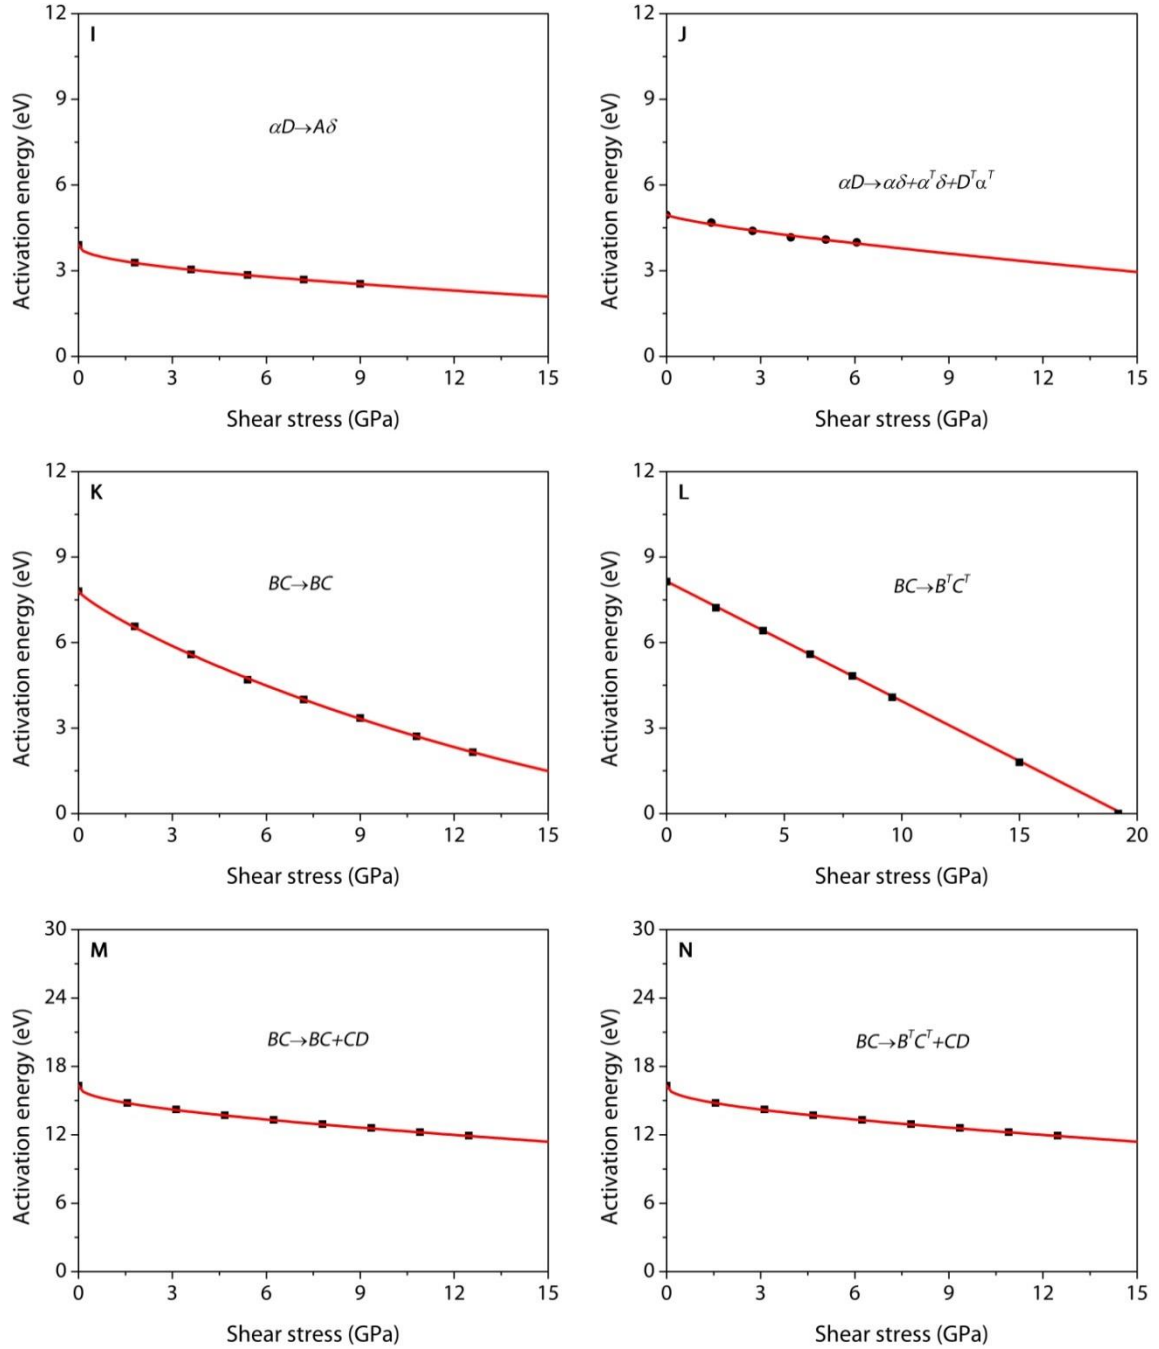 I
αD→Aδ
Activation energy (eV)
12
9
6
3
0
0 3 6 9 12 15
Shear stress (GPa)
J
αD→αδ+α^Tδ+D^Tα^T
Activation energy (eV)
12
9
6
3
0
0 3 6 9 12 15
Shear stress (GPa)
K
BC→BC
Activation energy (eV)
12
9
6
3
0
0 3 6 9 12 15
Shear stress (GPa)
L
BC→B^TC^T
Activation energy (eV)
12
9
6
3
0
0 5 10 15 20
Shear stress (GPa)
M
BC→BC+CD
Activation energy (eV)
30
24
18
12
6
0
0 3 6 9 12 15
Shear stress (GPa)
N
BC→B^TC^T+CD
Activation energy (eV)
30
24
18
12
6
0
0 3 6 9 12 15
Shear stress (GPa)